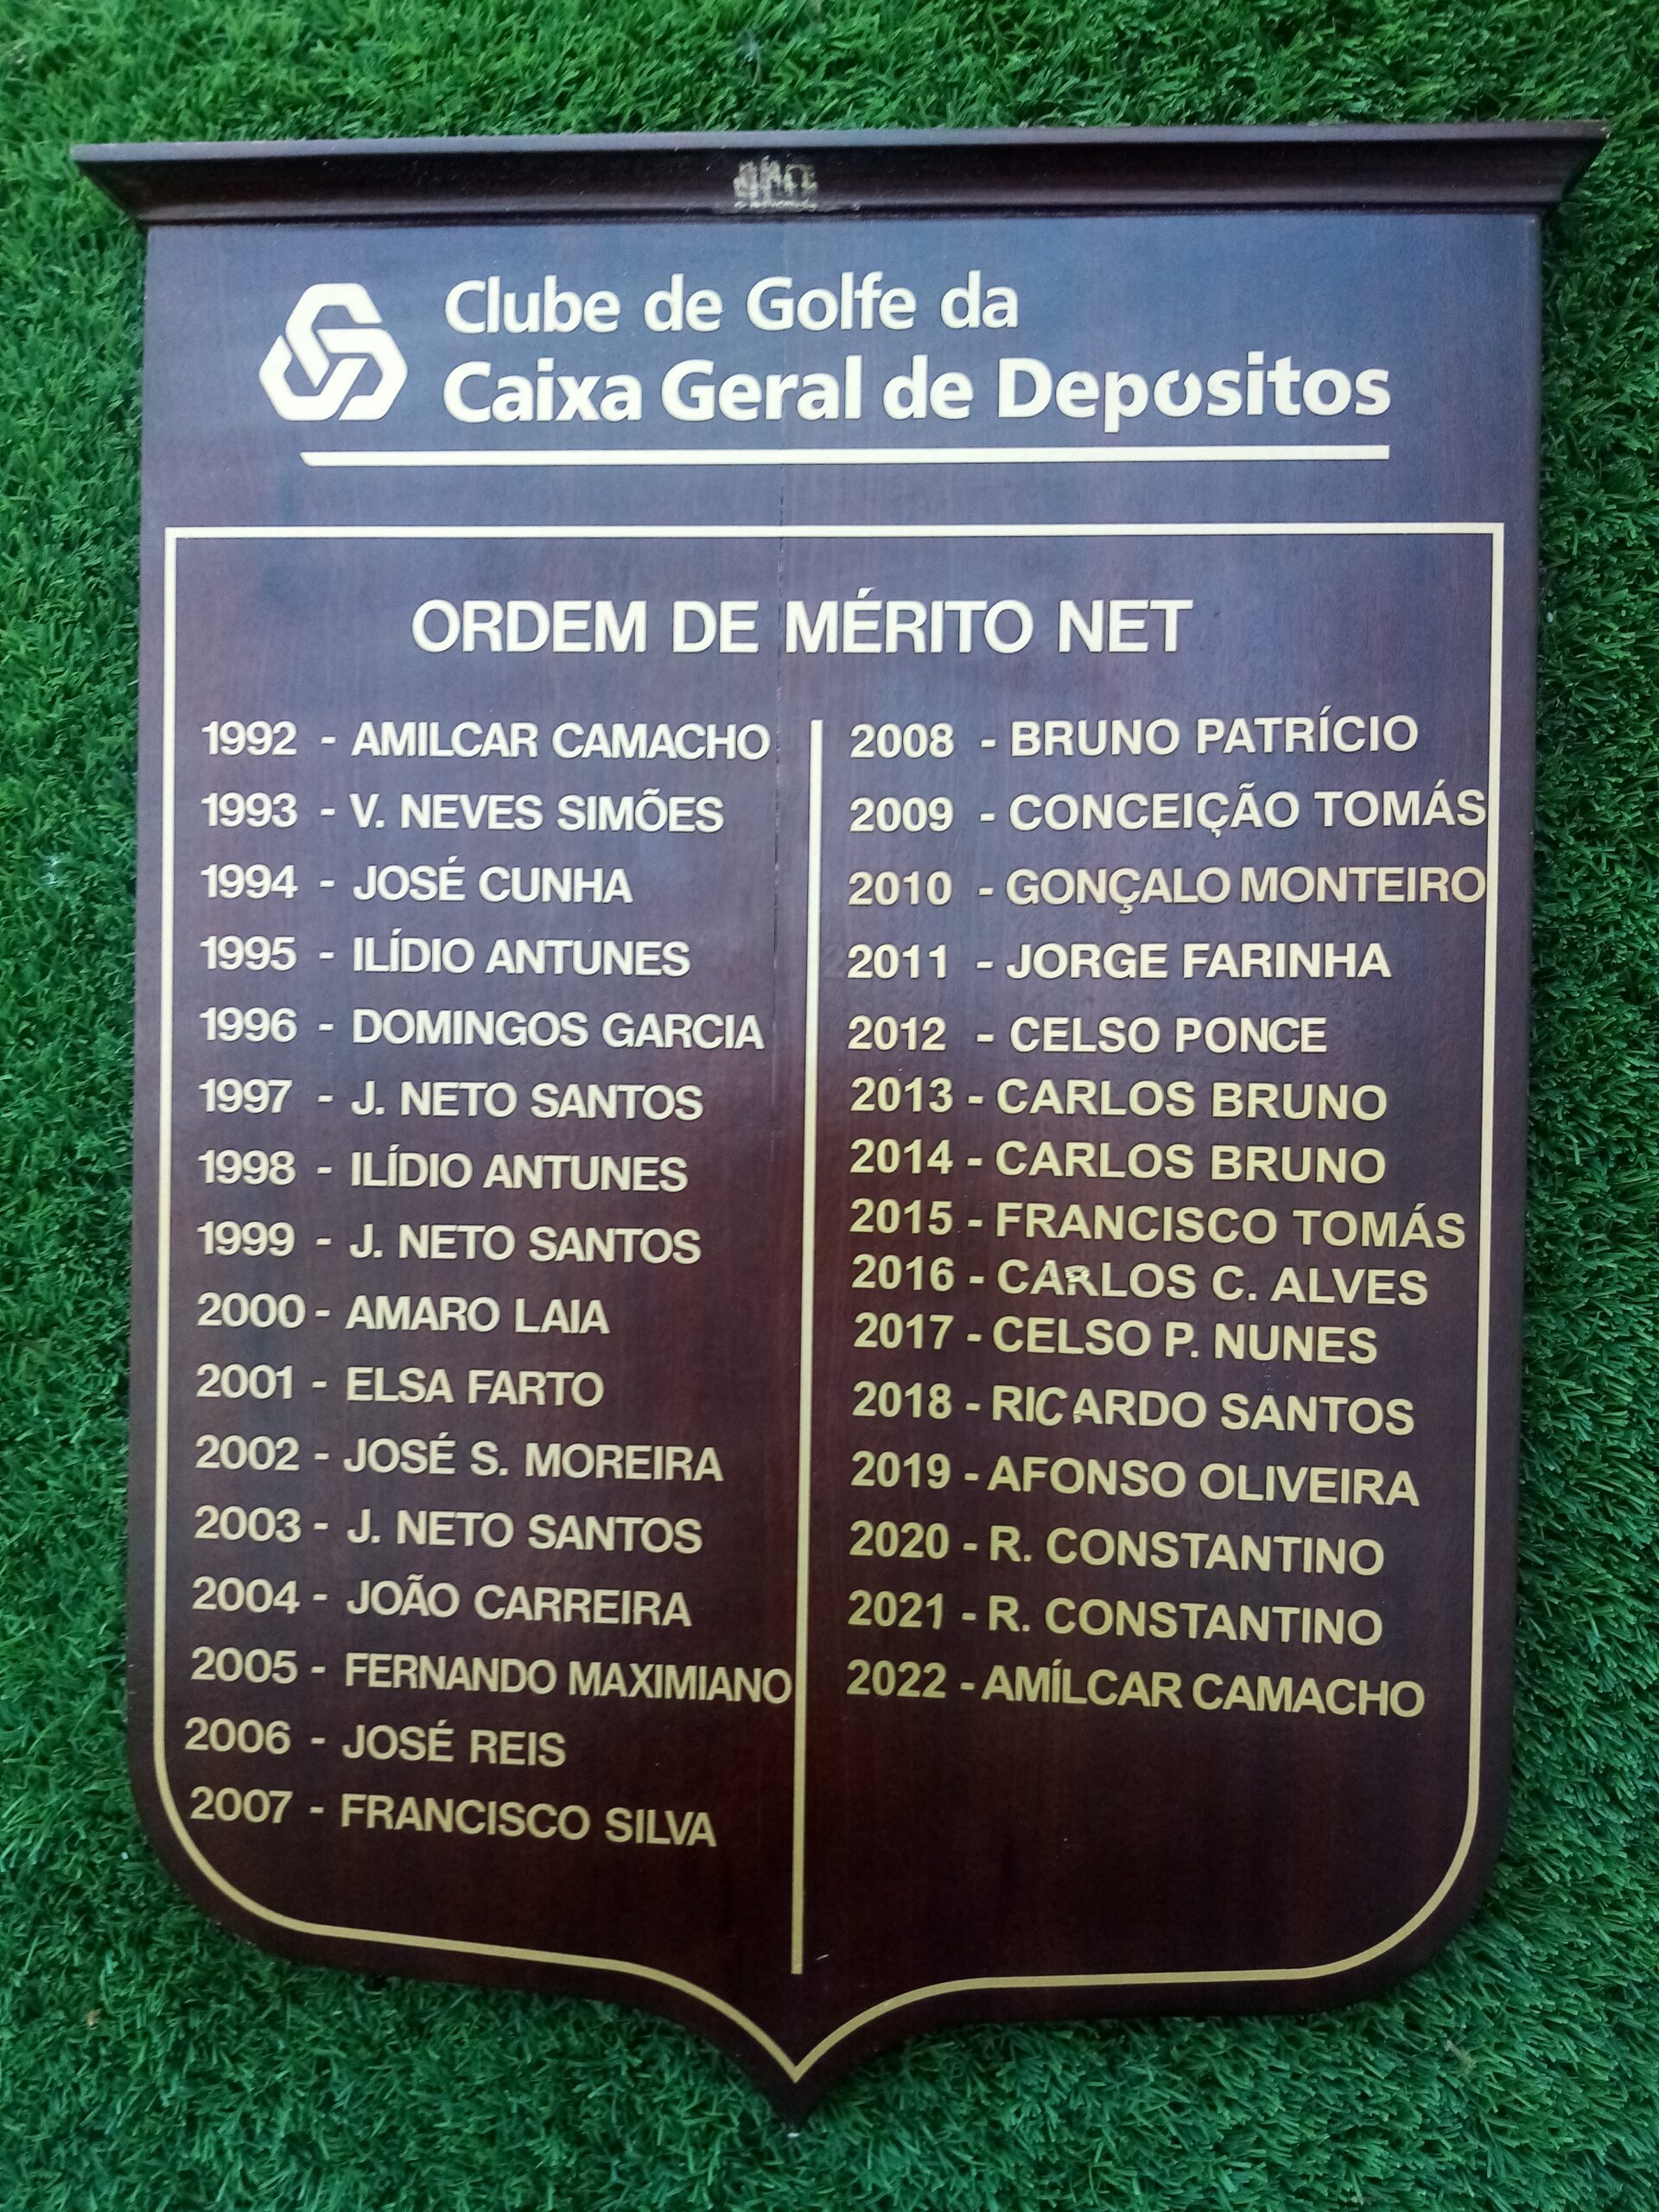 Clube de Golfe da
Caixa Geral de Depositos
ORDEM DE MÉRITO NET
1992 - AMILCAR CAMACHO
1993 - V. NEVES SIMÕES
1994 - JOSÉ CUNHA
1995 - ILÍDIO ANTUNES
1996 - DOMINGOS GARCIA
1997 - J. NETO SANTOS
1998 - ILÍDIO ANTUNES
1999 - J. NETO SANTOS
2000 - AMARO LAIA
2001 - ELSA FARTO
2002 - JOSÉ S. MOREIRA
2003 - J. NETO SANTOS
2004 - JOÃO CARREIRA
2005 - FERNANDO MAXIMIANO
2006 - JOSÉ REIS
2007 - FRANCISCO SILVA
2008 - BRUNO PATRÍCIO
2009 - CONCEIÇÃO TOMÁS
2010 - GONÇALO MONTEIRO
2011 - JORGE FARINHA
2012 - CELSO PONCE
2013 - CARLOS BRUNO
2014 - CARLOS BRUNO
2015 - FRANCISCO TOMÁS
2016 - CARLOS C. ALVES
2017 - CELSO P. NUNES
2018 - RICARDO SANTOS
2019 - AFONSO OLIVEIRA
2020 - R. CONSTANTINO
2021 - R. CONSTANTINO
2022 - AMÍLCAR CAMACHO